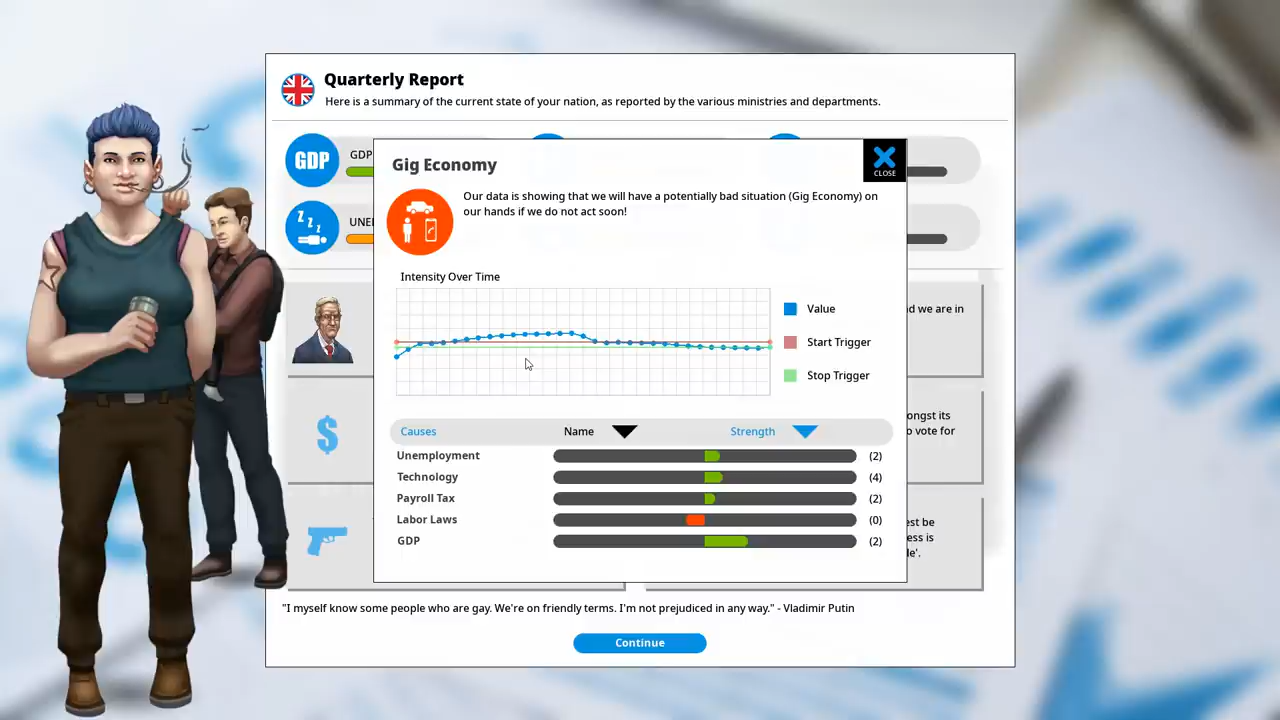 Quarterly Report
Here is a summary of the current state of your nation, as reported by the various ministries and departments.
GDP
GDP
Z Z Z
UNE
Gig Economy
CLOSE
Our data is showing that we will have a potentially bad situation (Gig Economy) on
our hands if we do not act soon!
Intensity Over Time
Value
Start Trigger
Stop Trigger
Causes Name Strength
Unemployment (2)
Technology (4)
Payroll Tax (2)
Labor Laws (0)
GDP (2)
we are in
$
ongst its
vote for
est be
ess is
le'.
"I myself know some people who are gay. We're on friendly terms. I'm not prejudiced in any way." - Vladimir Putin
Continue